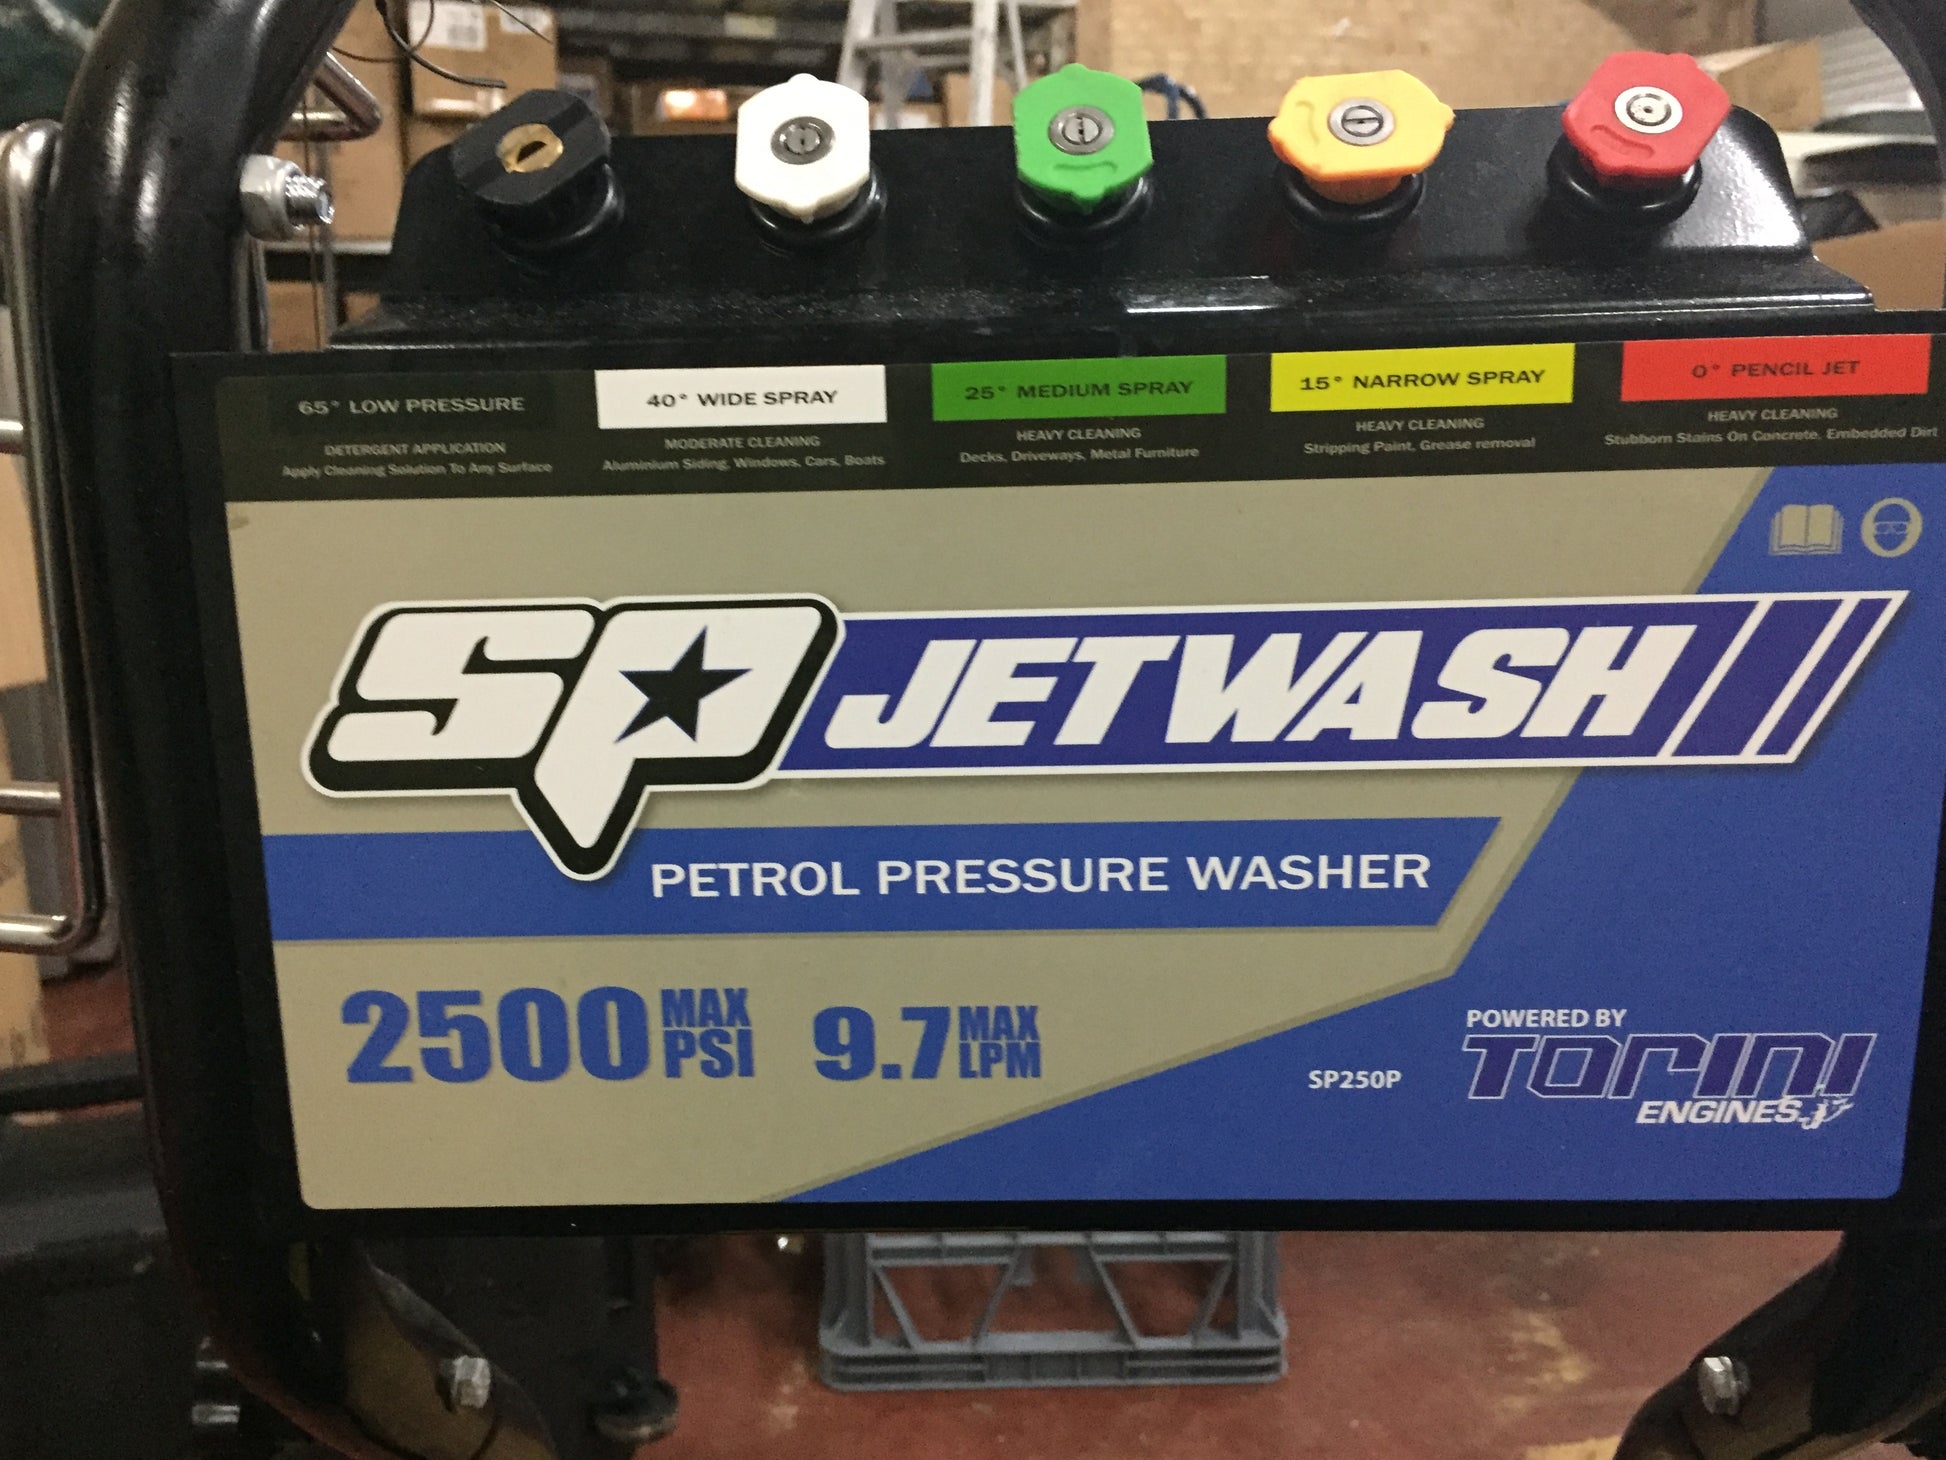 65° LOW PRESSURE
DETERGENT APPLICATION
Apply Cleaning Solution To Any Surface
40° WIDE SPRAY
MODERATE CLEANING
Aluminium Siding, Windows, Cars, Boats
25° MEDIUM SPRAY
HEAVY CLEANING
Decks, Driveways, Metal Furniture
15° NARROW SPRAY
HEAVY CLEANING
Stripping Paint, Grease removal
0° PENCIL JET
HEAVY CLEANING
Stubborn Stains On Concrete, Embedded Dirt
SP JETWASH
PETROL PRESSURE WASHER
2500 MAX PSI 9.7 MAX LPM
SP250P
POWERED BY
TORINI
ENGINES